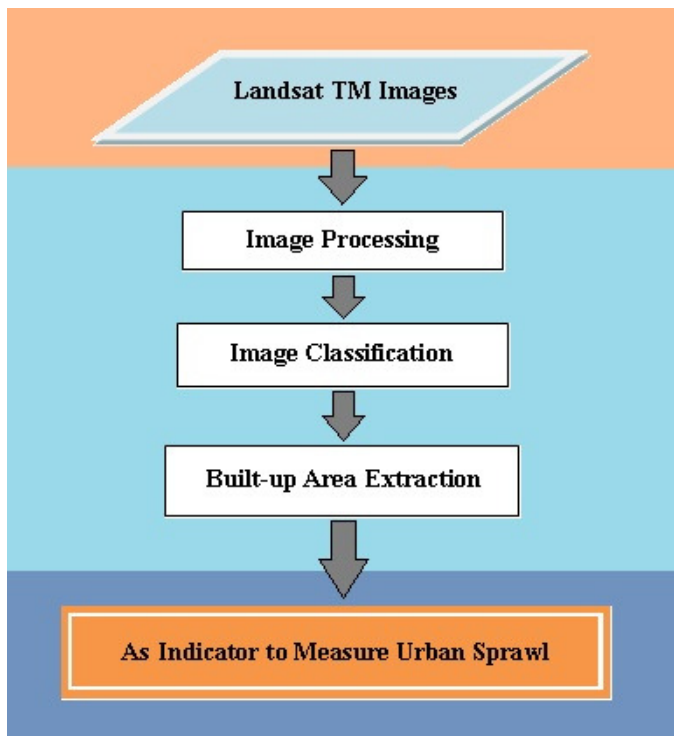 Landsat TM Images
Image Processing
Image Classification
Built-up Area Extraction
As Indicator to Measure Urban Sprawl